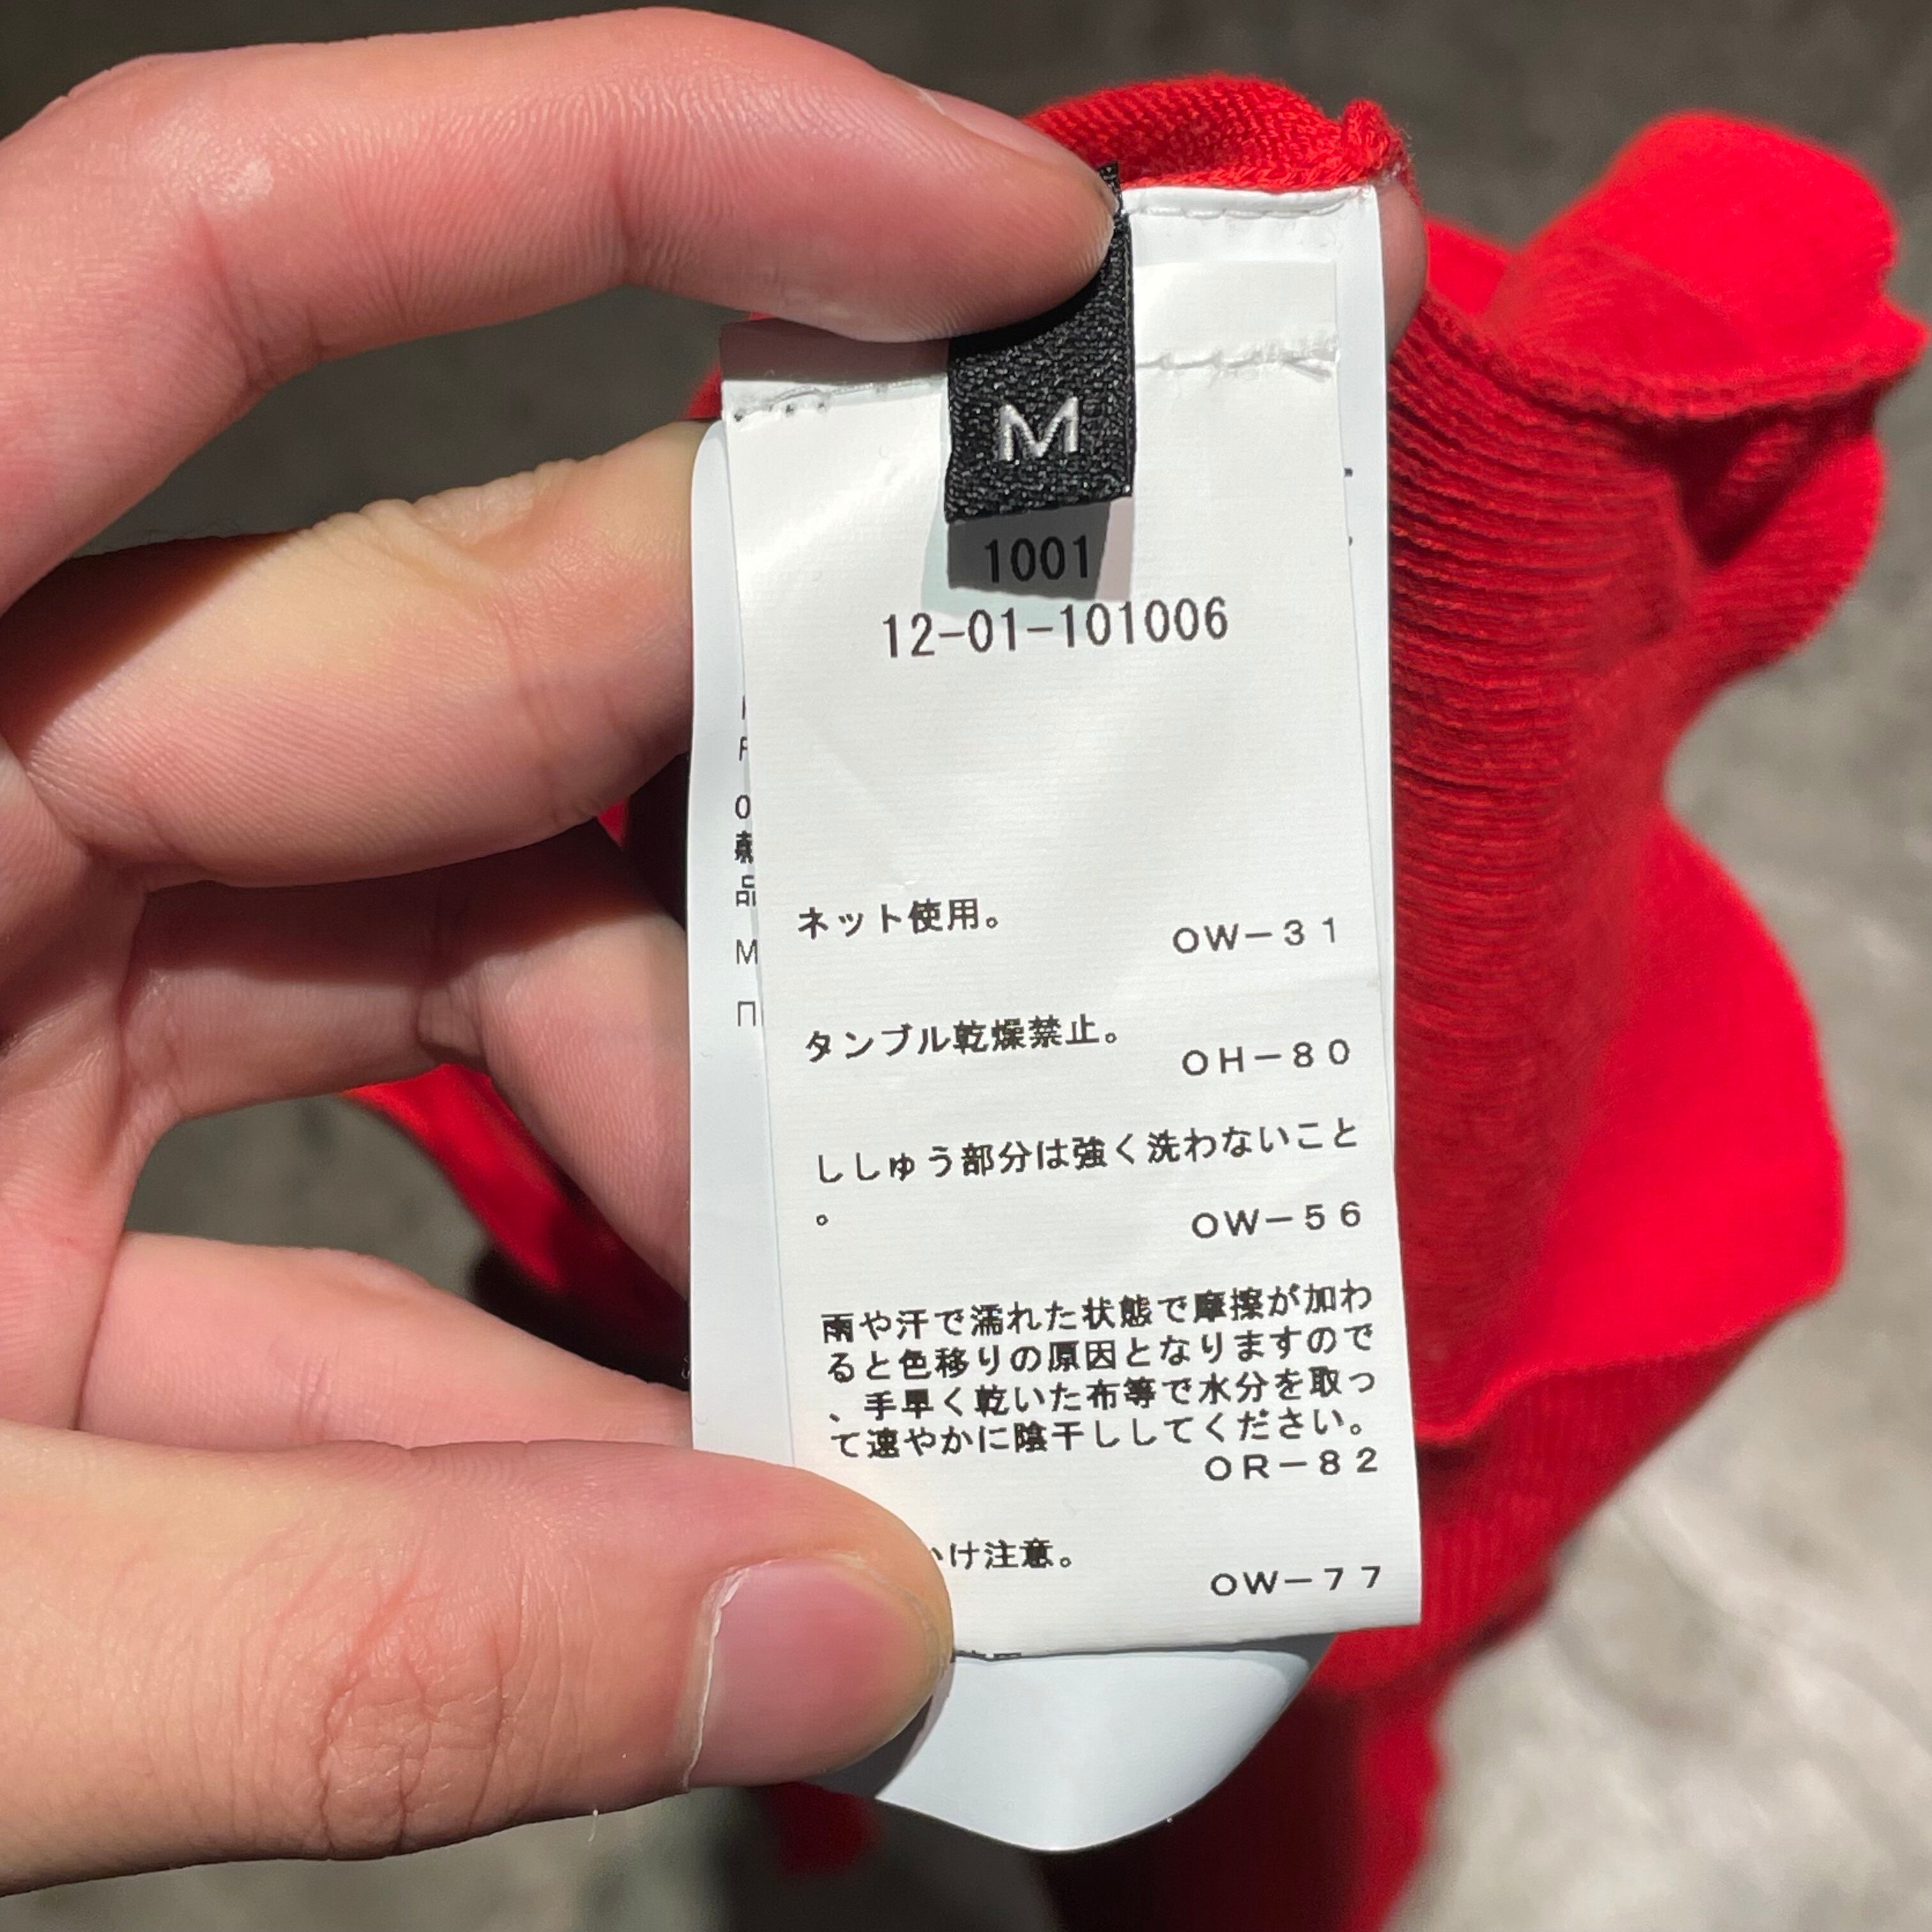 M
1001
12-01-101006
ネット使用。
OW-31
タンブル乾燥禁止。
OH-80
ししゅう部分は強く洗わないこと
。
OW-56
雨や汗で濡れた状態で摩擦が加わ
ると色移りの原因となりますので
、手早く乾いた布等で水分を取っ
て速やかに陰干ししてください。
OR-82
け注意。
OW-77
品
M